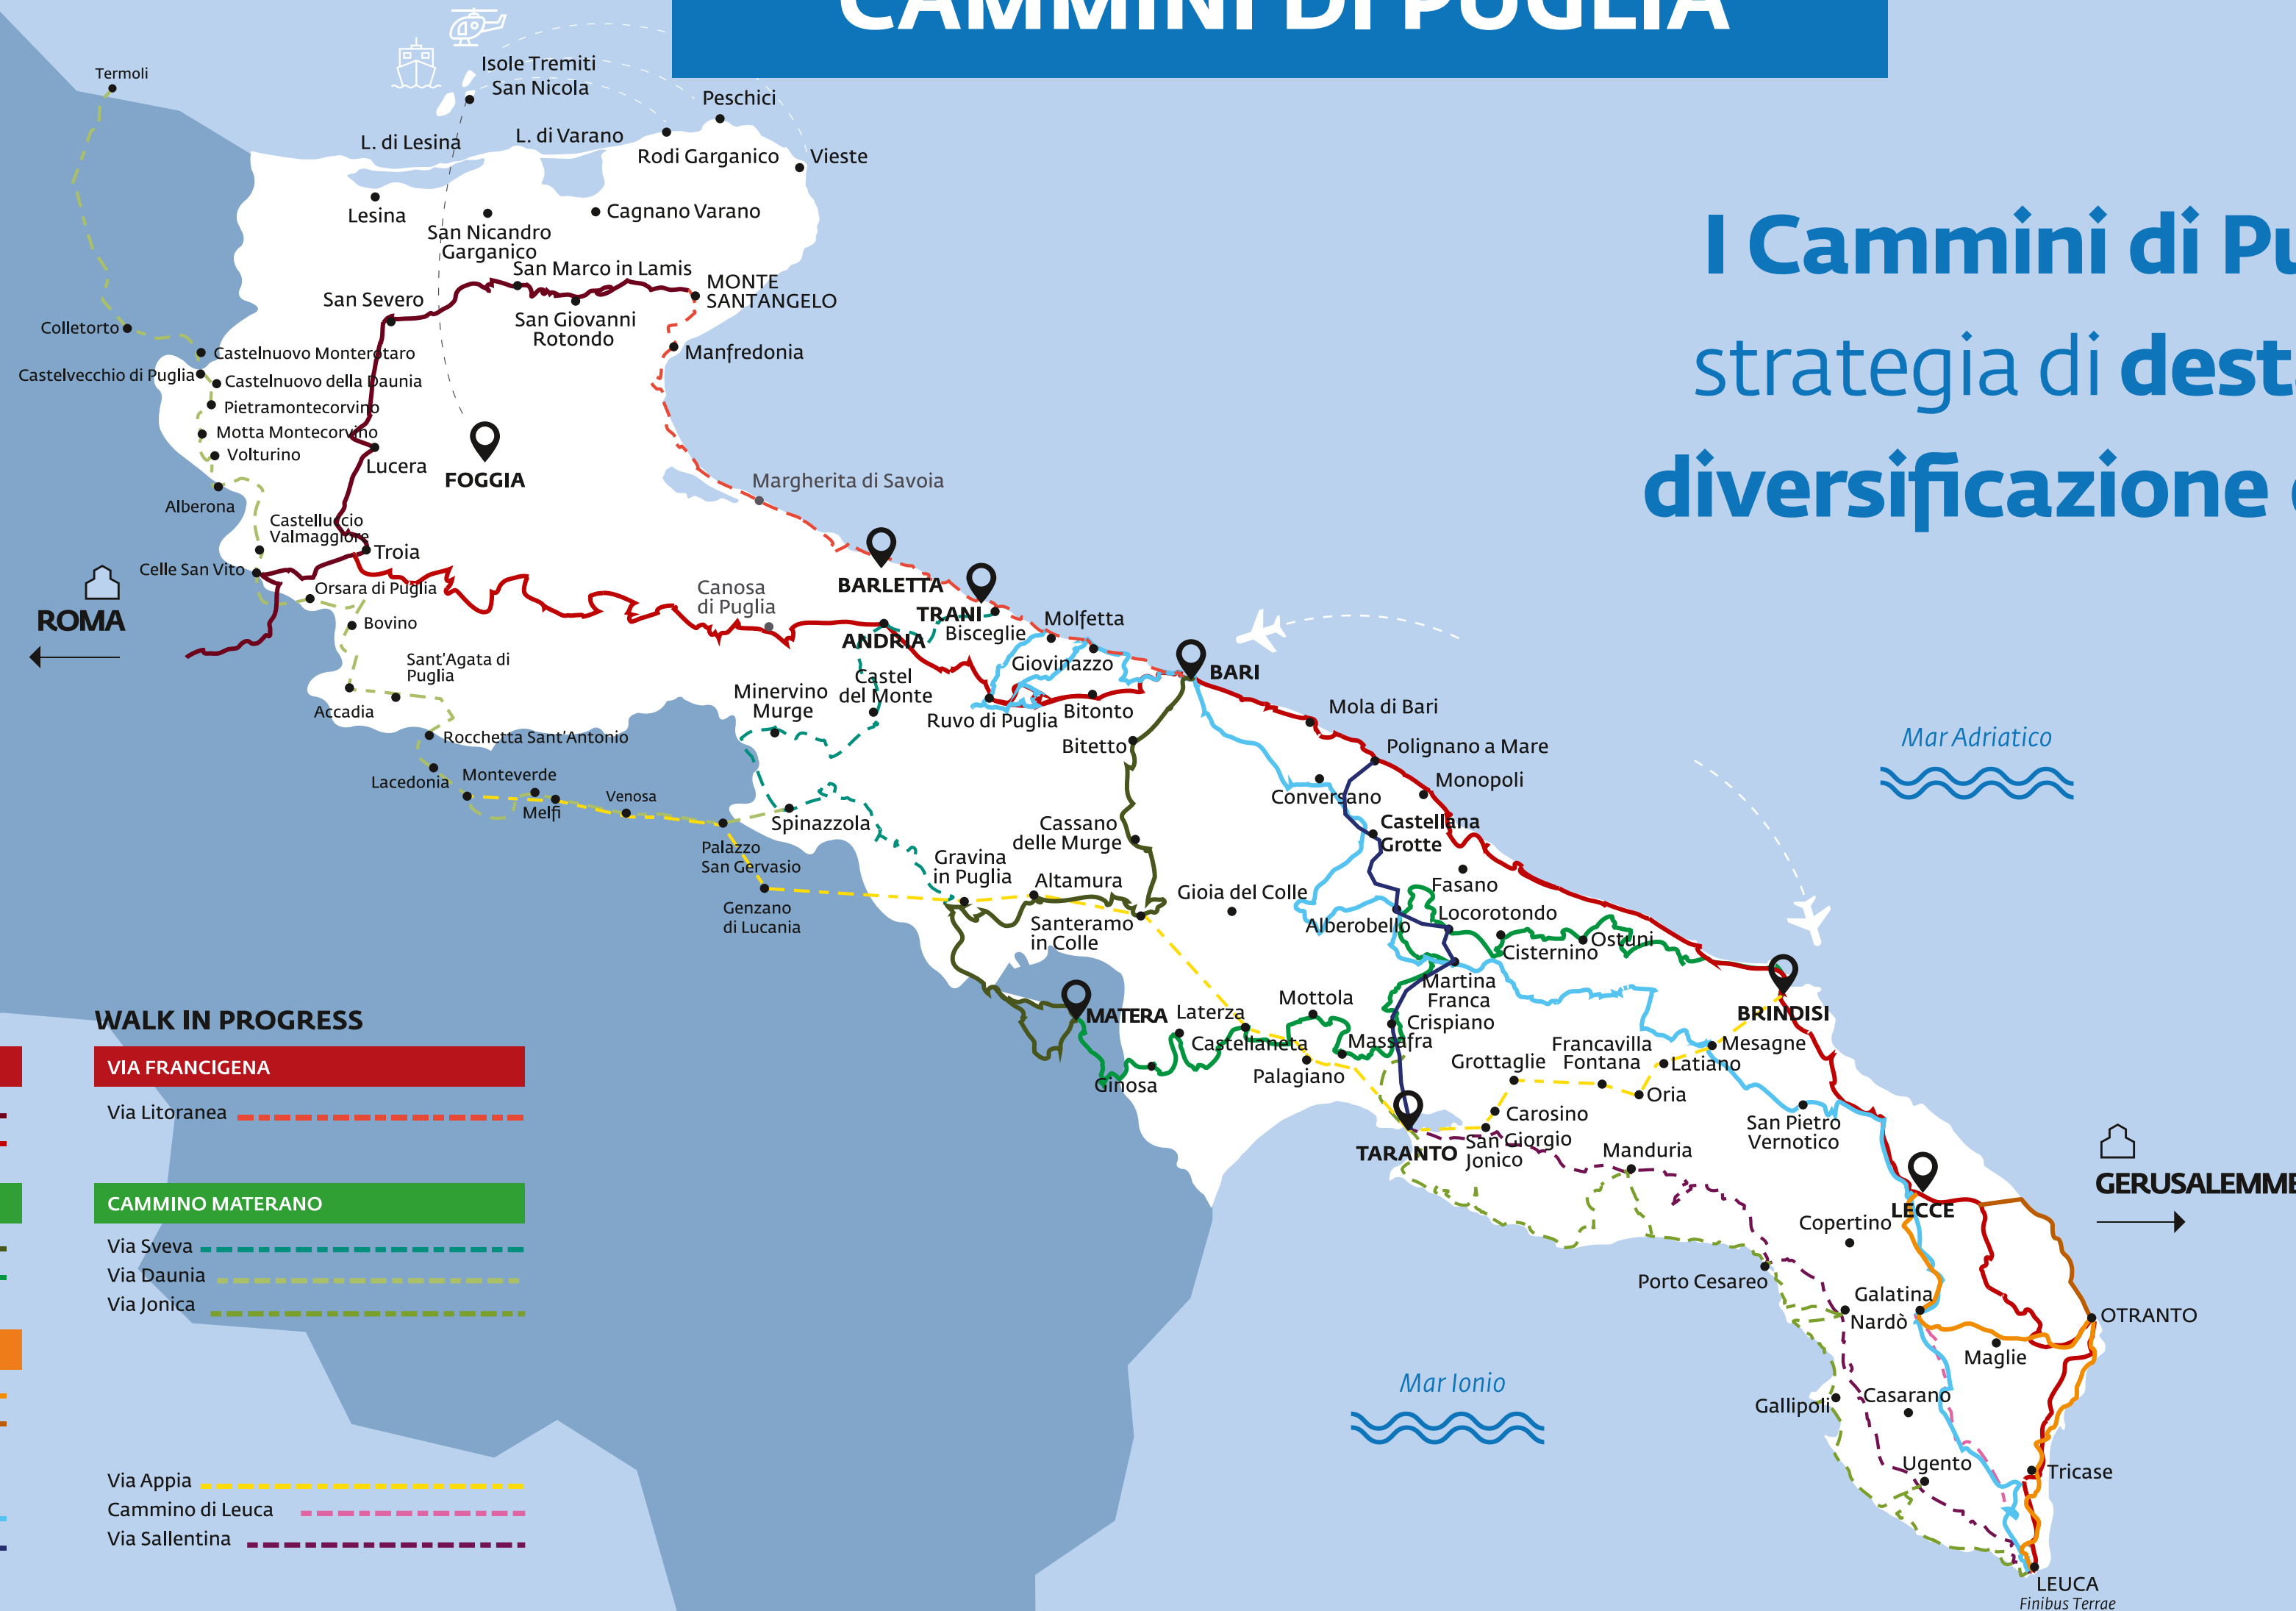 CAMMINI DI PUGLIA
I Cammini di Pu
strategia di dest
diversificazione
Termoli
Isole Tremiti
San Nicola
Peschici
L. di Lesina
L. di Varano
Rodi Garganico
Vieste
Lesina
Cagnano Varano
San Nicandro
Garganico
San Marco in Lamis
MONTE
SANTANGELO
San Severo
San Giovanni
Rotondo
Manfredonia
Colletorto
Castelnuovo Monterotaro
Castelvecchio di Puglia
Castelnuovo della Daunia
Pietramontecorvino
Motta Montecorvino
Volturino
Lucera
FOGGIA
Margherita di Savoia
Alberona
Castelluccio
Valmaggiore
Troia
Celle San Vito
Orsara di Puglia
Canosa
di Puglia
BARLETTA
TRANI
Bisceglie
Molfetta
ROMA
Bovino
ANDRIA
Giovinazzo
BARI
Sant'Agata di
Puglia
Castel
del Monte
Minervino
Murge
Accadia
Ruvo di Puglia
Bitonto
Mola di Bari
Rocchetta Sant'Antonio
Bitetto
Polignano a Mare
Mar Adriatico
Lacedonia
Monteverde
Melfi
Venosa
Monopoli
Conversano
Spinazzola
Cassano
delle Murge
Castellana
Grotte
Palazzo
San Gervasio
Gravina
in Puglia
Altamura
Gioia del Colle
Fasano
Genzano
di Lucania
Santeramo
in Colle
Alberobello
Locorotondo
Cisternino
Ostuni
Martina
Franca
MATERA
Laterza
Mottola
Crispiano
BRINDISI
Castellaneta
Massafra
Ginosa
Palagiano
Grottaglie
Francavilla
Fontana
Mesagne
Latiano
Oria
Carosino
San Giorgio
Jonico
TARANTO
Manduria
San Pietro
Vernotico
GERUSALEMME
LECCE
Copertino
Porto Cesareo
Galatina
Nardò
OTRANTO
Maglie
Mar Ionio
Gallipoli
Casarano
Ugento
Tricase
LEUCA
Finibus Terrae
WALK IN PROGRESS
VIA FRANCIGENA
Via Litoranea
CAMMINO MATERANO
Via Sveva
Via Daunia
Via Jonica
Via Appia
Cammino di Leuca
Via Sallentina